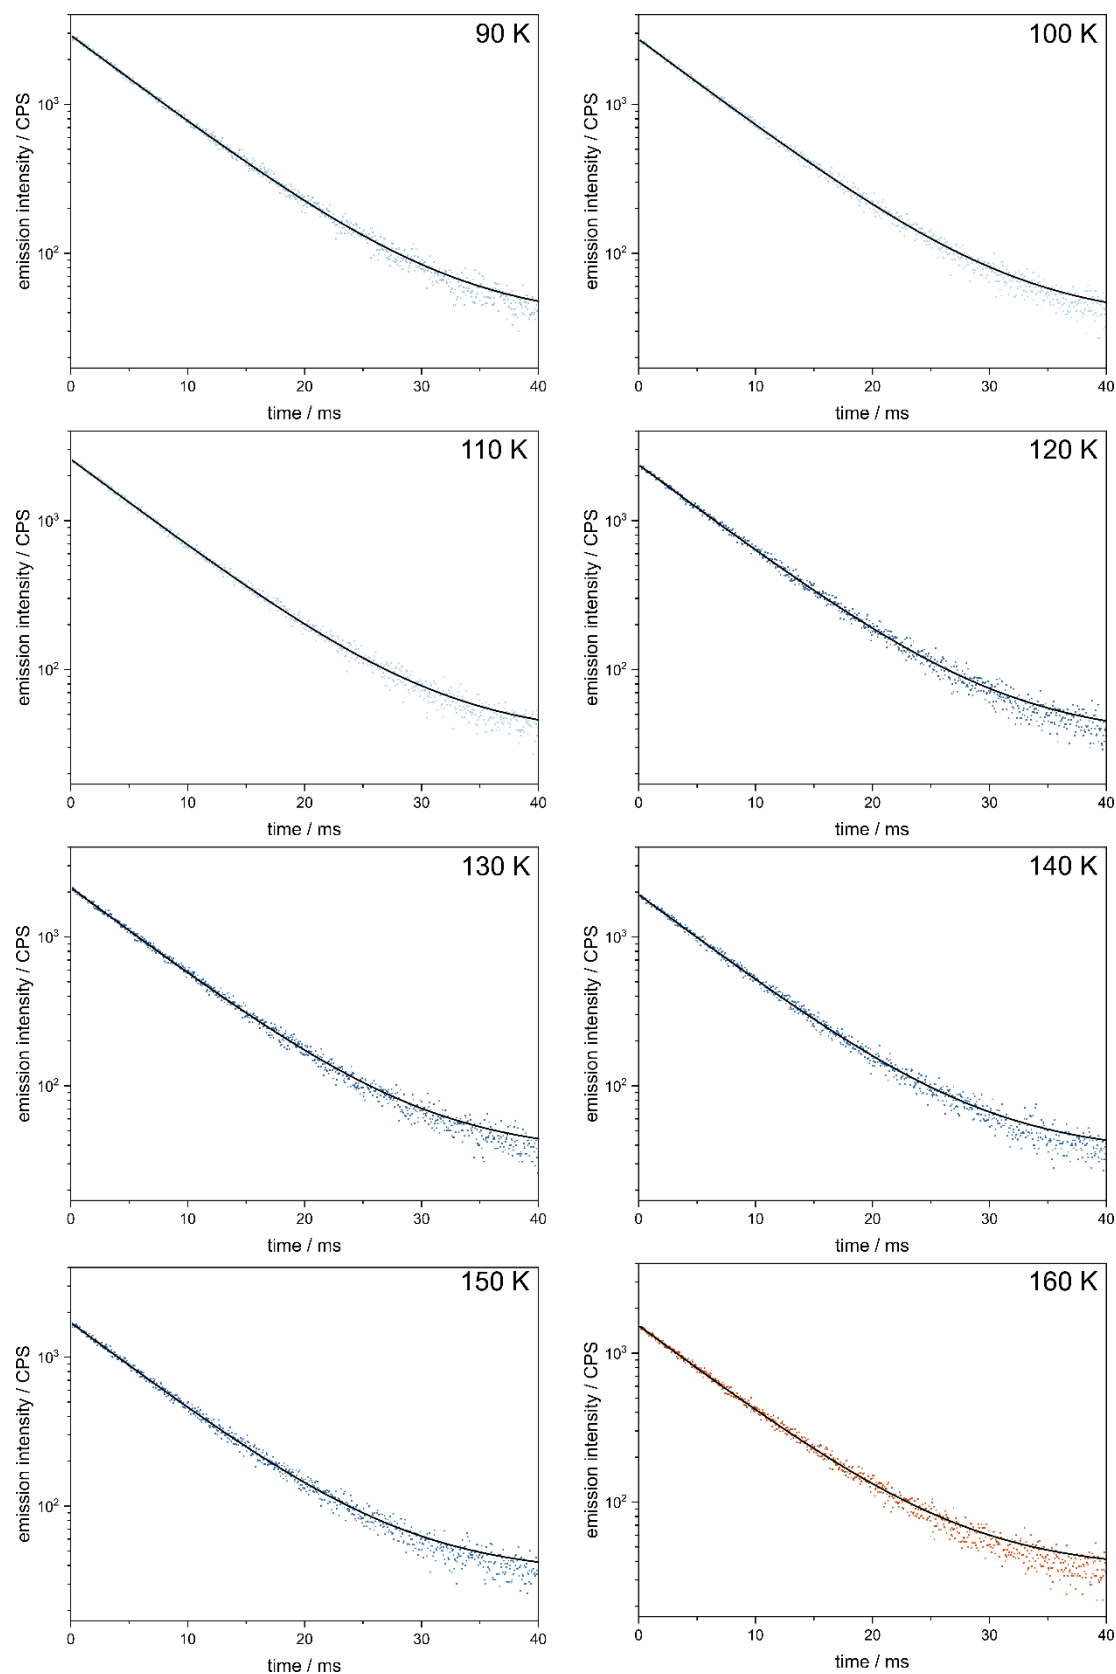 90 K
emission intensity / CPS
10³
10²
0 10 20 30 40
time / ms
100 K
emission intensity / CPS
10³
10²
0 10 20 30 40
time / ms
110 K
emission intensity / CPS
10³
10²
0 10 20 30 40
time / ms
120 K
emission intensity / CPS
10³
10²
0 10 20 30 40
time / ms
130 K
emission intensity / CPS
10³
10²
0 10 20 30 40
time / ms
140 K
emission intensity / CPS
10³
10²
0 10 20 30 40
time / ms
150 K
emission intensity / CPS
10³
10²
0 10 20 30 40
time / ms
160 K
emission intensity / CPS
10³
10²
0 10 20 30 40
time / ms